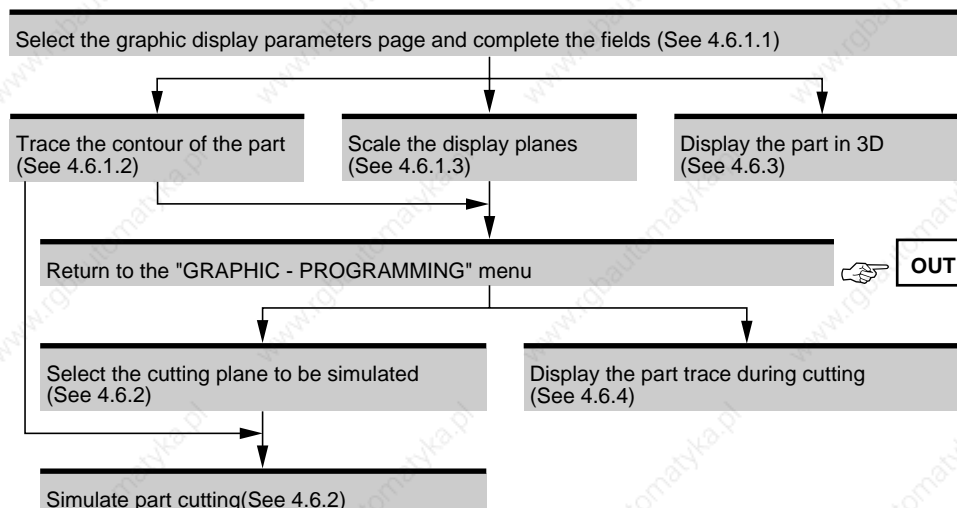 Select the graphic display parameters page and complete the fields (See 4.6.1.1)
Trace the contour of the part
(See 4.6.1.2)
Scale the display planes
(See 4.6.1.3)
Display the part in 3D
(See 4.6.3)
Return to the "GRAPHIC - PROGRAMMING" menu
OUT
Select the cutting plane to be simulated
(See 4.6.2)
Display the part trace during cutting
(See 4.6.4)
Simulate part cutting(See 4.6.2)
www.rgbautomatyka.pl